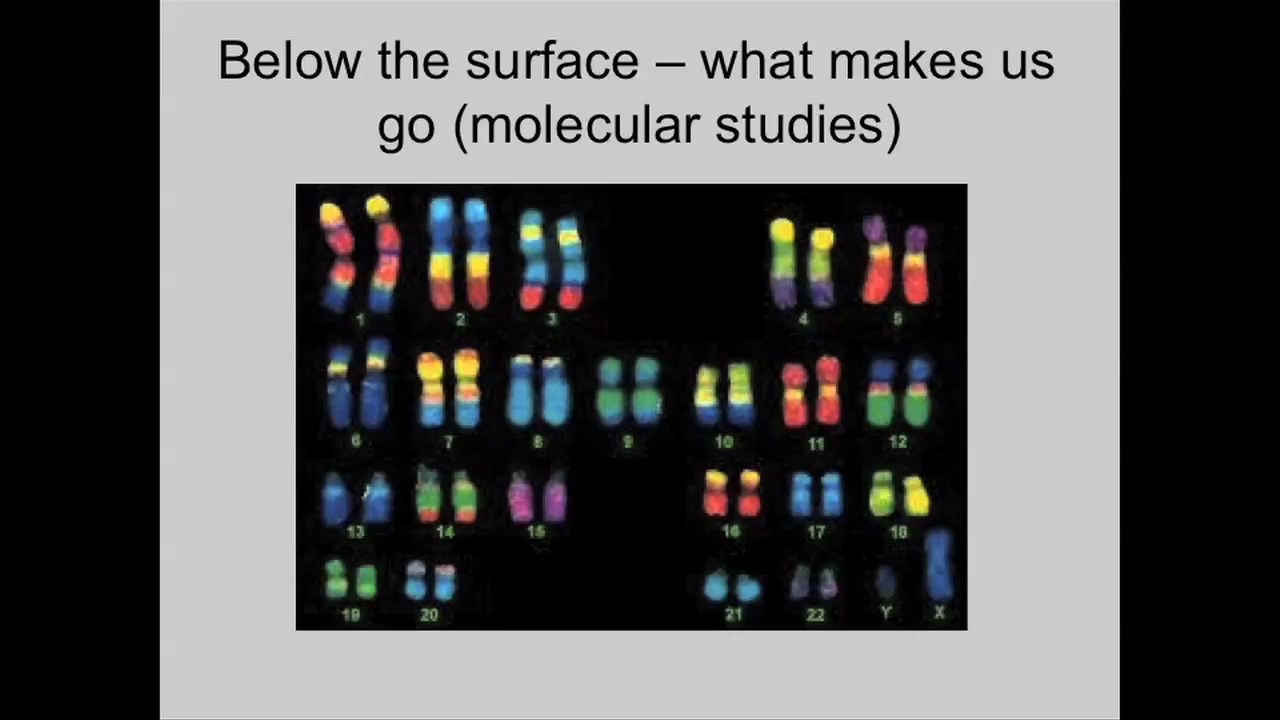 Below the surface – what makes us
go (molecular studies)
1 2 3 4 5
6 7 8 9 10 11 12
13 14 15 16 17 18
19 20 21 22 Y X